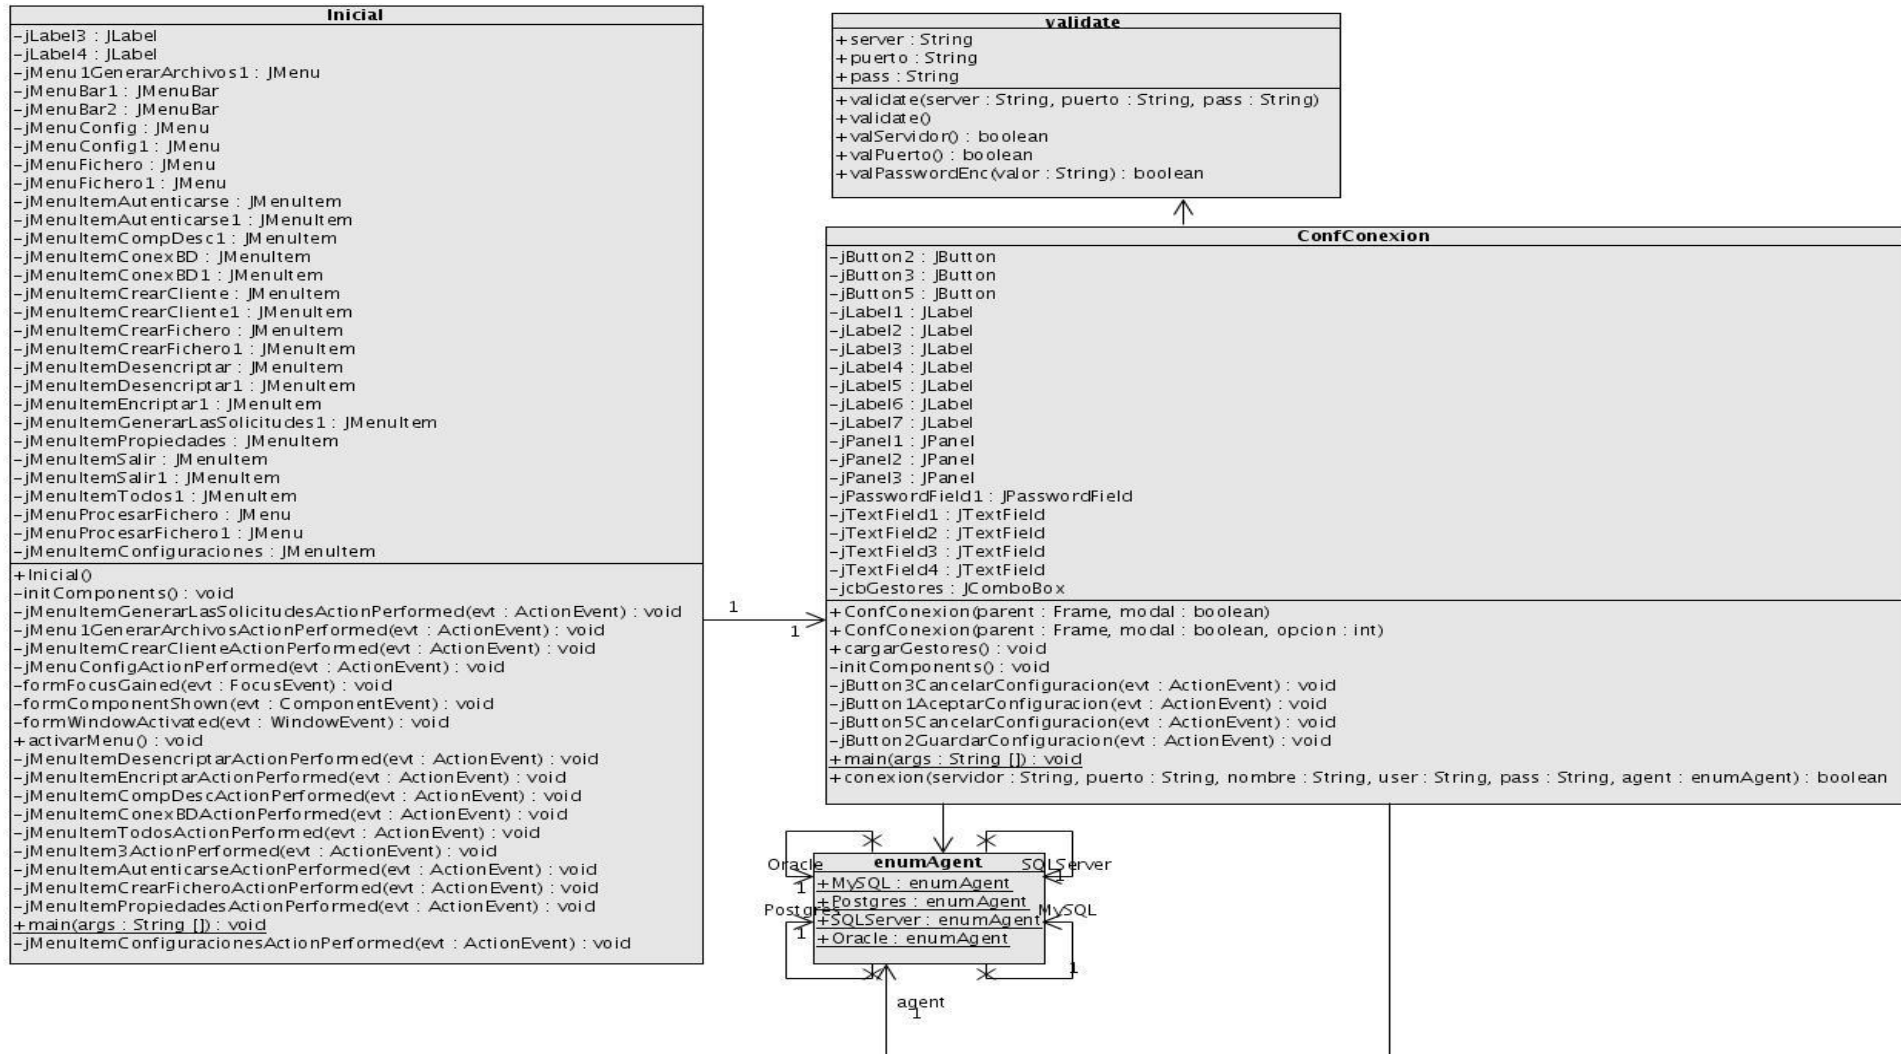 Inicial
-jLabel3 : JLabel
-jLabel4 : JLabel
-jMenu1GenerarArchivos1 : JMenu
-jMenuBar1 : JMenuBar
-jMenuBar2 : JMenuBar
-jMenuConfig : JMenu
-jMenuConfig1 : JMenu
-jMenuFichero : JMenu
-jMenuFichero1 : JMenu
-jMenuItemAutenticarse : JMenuItem
-jMenuItemAutenticarse1 : JMenuItem
-jMenuItemCompDesc1 : JMenuItem
-jMenuItemConexBD : JMenuItem
-jMenuItemConexBD1 : JMenuItem
-jMenuItemCrearCliente : JMenuItem
-jMenuItemCrearCliente1 : JMenuItem
-jMenuItemCrearFichero : JMenuItem
-jMenuItemCrearFichero1 : JMenuItem
-jMenuItemDesencriptar : JMenuItem
-jMenuItemDesencriptar1 : JMenuItem
-jMenuItemEncriptar1 : JMenuItem
-jMenuItemGenerarLasSolicitudes1 : JMenuItem
-jMenuItemPropiedades : JMenuItem
-jMenuItemSalir : JMenuItem
-jMenuItemSalir1 : JMenuItem
-jMenuItemTodos1 : JMenuItem
-jMenuProcesarFichero : JMenu
-jMenuProcesarFichero1 : JMenu
-jMenuItemConfiguraciones : JMenuItem
+Inicial()
-initComponents() : void
-jMenuItemGenerarLasSolicitudesActionPerformed(evt : ActionEvent) : void
-jMenu1GenerarArchivosActionPerformed(evt : ActionEvent) : void
-jMenuItemCrearClienteActionPerformed(evt : ActionEvent) : void
-jMenuConfigActionPerformed(evt : ActionEvent) : void
-formFocusGained(evt : FocusEvent) : void
-formComponentShown(evt : ComponentEvent) : void
-formWindowActivated(evt : WindowEvent) : void
+activarMenu() : void
-jMenuItemDesencriptarActionPerformed(evt : ActionEvent) : void
-jMenuItemEncriptarActionPerformed(evt : ActionEvent) : void
-jMenuItemCompDescActionPerformed(evt : ActionEvent) : void
-jMenuItemConexBDActionPerformed(evt : ActionEvent) : void
-jMenuItemTodosActionPerformed(evt : ActionEvent) : void
-jMenuItem3ActionPerformed(evt : ActionEvent) : void
-jMenuItemAutenticarseActionPerformed(evt : ActionEvent) : void
-jMenuItemCrearFicheroActionPerformed(evt : ActionEvent) : void
-jMenuItemPropiedadesActionPerformed(evt : ActionEvent) : void
+main(args : String []) : void
-jMenuItemConfiguracionesActionPerformed(evt : ActionEvent) : void
1
1
validate
+server : String
+puerto : String
+pass : String
+validate(server : String, puerto : String, pass : String)
+validate()
+valServidor() : boolean
+valPuerto() : boolean
+valPasswordEnc(valor : String) : boolean
ConfConexion
-jButton2 : JButton
-jButton3 : JButton
-jButton5 : JButton
-jLabel1 : JLabel
-jLabel2 : JLabel
-jLabel3 : JLabel
-jLabel4 : JLabel
-jLabel5 : JLabel
-jLabel6 : JLabel
-jLabel7 : JLabel
-jPanel1 : JPanel
-jPanel2 : JPanel
-jPanel3 : JPanel
-jPasswordField1 : JPasswordField
-jTextField1 : JTextField
-jTextField2 : JTextField
-jTextField3 : JTextField
-jTextField4 : JTextField
-jcbGestores : JComboBox
+ConfConexion(parent : Frame, modal : boolean)
+ConfConexion(parent : Frame, modal : boolean, opcion : int)
+cargarGestores() : void
-initComponents() : void
-jButton3CancelarConfiguracion(evt : ActionEvent) : void
-jButton1AceptarConfiguracion(evt : ActionEvent) : void
-jButton5CancelarConfiguracion(evt : ActionEvent) : void
-jButton2GuardarConfiguracion(evt : ActionEvent) : void
+main(args : String []) : void
+conexion(servidor : String, puerto : String, nombre : String, user : String, pass : String, agent : enumAgent) : boolean
Oracle
1
SQLServer
1
Postgres
1
MySQL
1
enumAgent
+MySQL : enumAgent
+Postgres : enumAgent
+SQLServer : enumAgent
+Oracle : enumAgent
agent
1